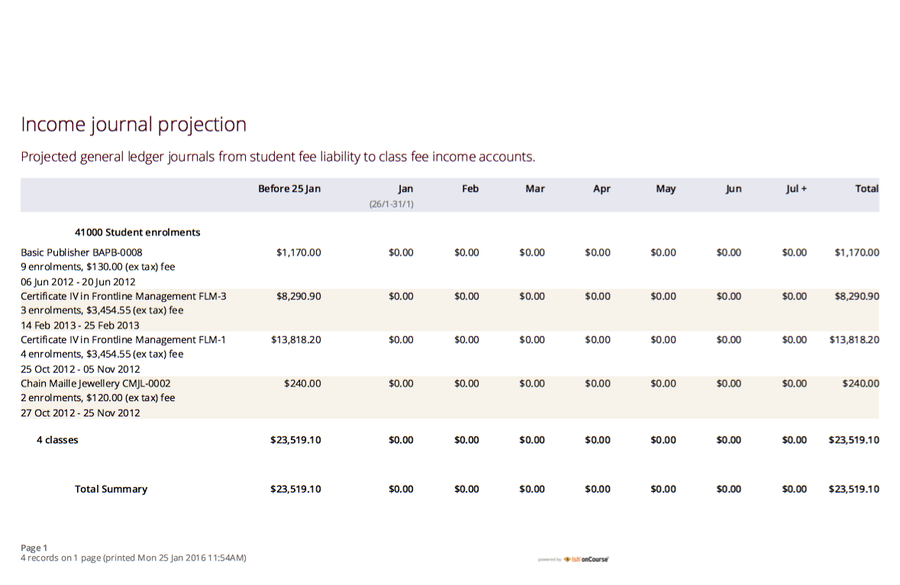 Income journal projection
Projected general ledger journals from student fee liability to class fee income accounts.
Before 25 Jan Jan Feb Mar Apr May Jun Jul + Total
(26/1-31/1)
41000 Student enrolments
Basic Publisher BAPB-0008 $1,170.00 $0.00 $0.00 $0.00 $0.00 $0.00 $0.00 $0.00 $1,170.00
9 enrolments, $130.00 (ex tax) fee
06 Jun 2012 - 20 Jun 2012
Certificate IV in Frontline Management FLM-3 $8,290.90 $0.00 $0.00 $0.00 $0.00 $0.00 $0.00 $0.00 $8,290.90
3 enrolments, $3,454.55 (ex tax) fee
14 Feb 2013 - 25 Feb 2013
Certificate IV in Frontline Management FLM-1 $13,818.20 $0.00 $0.00 $0.00 $0.00 $0.00 $0.00 $0.00 $13,818.20
4 enrolments, $3,454.55 (ex tax) fee
25 Oct 2012 - 05 Nov 2012
Chain Maille Jewellery CMJL-0002 $240.00 $0.00 $0.00 $0.00 $0.00 $0.00 $0.00 $0.00 $240.00
2 enrolments, $120.00 (ex tax) fee
27 Oct 2012 - 25 Nov 2012
4 classes $23,519.10 $0.00 $0.00 $0.00 $0.00 $0.00 $0.00 $0.00 $23,519.10
Total Summary $23,519.10 $0.00 $0.00 $0.00 $0.00 $0.00 $0.00 $0.00 $23,519.10
Page 1
4 records on 1 page (printed Mon 25 Jan 2016 11:54AM)
powered by ish onCourse